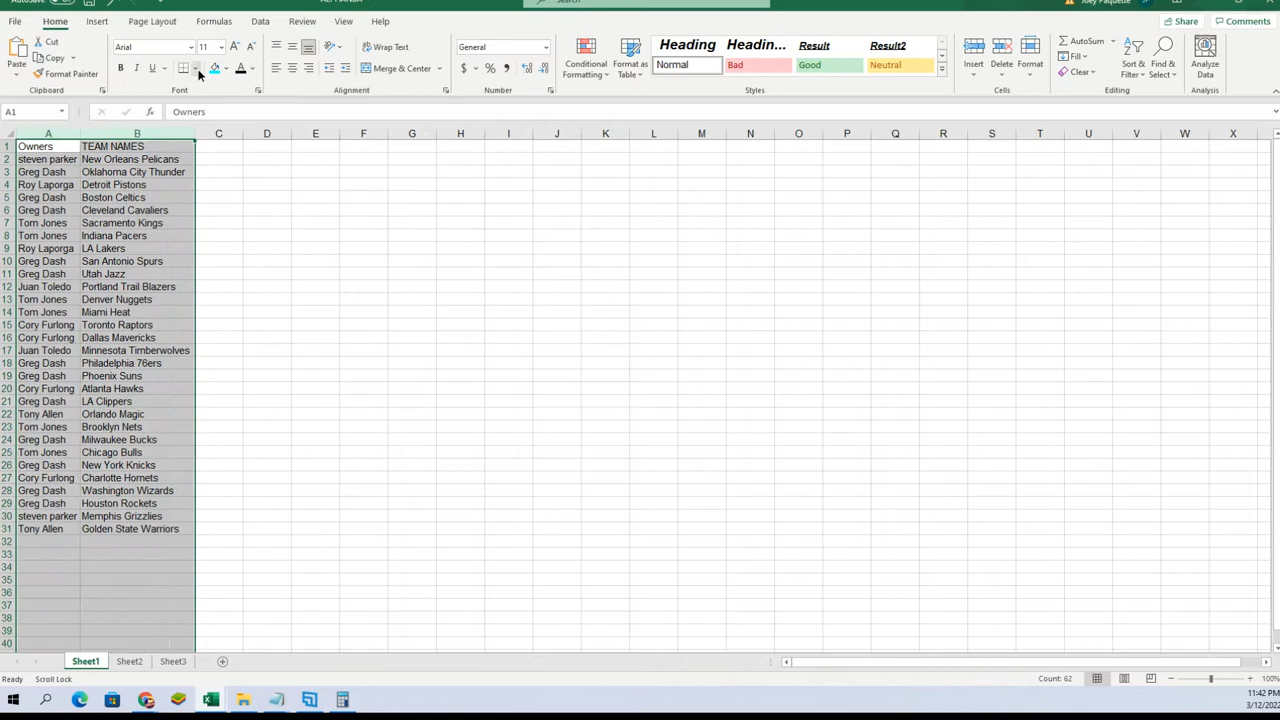 Search
Joey Paquette
File Home Insert Page Layout Formulas Data Review View Help Share Comments
Paste Cut Copy Format Painter Clipboard
Arial 11 Font
Wrap Text Merge & Center Alignment
General Number
Conditional Formatting Format as Table
Heading Headin... Result Result2
Normal Bad Good Neutral
Styles
Insert Delete Format Cells
AutoSum Fill Clear Sort & Filter Find & Select Editing
Analyze Data Analysis
A1 fx Owners
A B C D E F G H I J K L M N O P Q R S T U V W X
1 Owners TEAM NAMES
2 steven parker New Orleans Pelicans
3 Greg Dash Oklahoma City Thunder
4 Roy Laporga Detroit Pistons
5 Greg Dash Boston Celtics
6 Greg Dash Cleveland Cavaliers
7 Tom Jones Sacramento Kings
8 Tom Jones Indiana Pacers
9 Roy Laporga LA Lakers
10 Greg Dash San Antonio Spurs
11 Greg Dash Utah Jazz
12 Juan Toledo Portland Trail Blazers
13 Tom Jones Denver Nuggets
14 Tom Jones Miami Heat
15 Cory Furlong Toronto Raptors
16 Cory Furlong Dallas Mavericks
17 Juan Toledo Minnesota Timberwolves
18 Greg Dash Philadelphia 76ers
19 Greg Dash Phoenix Suns
20 Cory Furlong Atlanta Hawks
21 Greg Dash LA Clippers
22 Tony Allen Orlando Magic
23 Tom Jones Brooklyn Nets
24 Greg Dash Milwaukee Bucks
25 Tom Jones Chicago Bulls
26 Greg Dash New York Knicks
27 Cory Furlong Charlotte Hornets
28 Greg Dash Washington Wizards
29 Greg Dash Houston Rockets
30 steven parker Memphis Grizzlies
31 Tony Allen Golden State Warriors
32
33
34
35
36
37
38
39
40
Sheet1 Sheet2 Sheet3
Ready Scroll Lock Count: 62 100%
11:42 PM